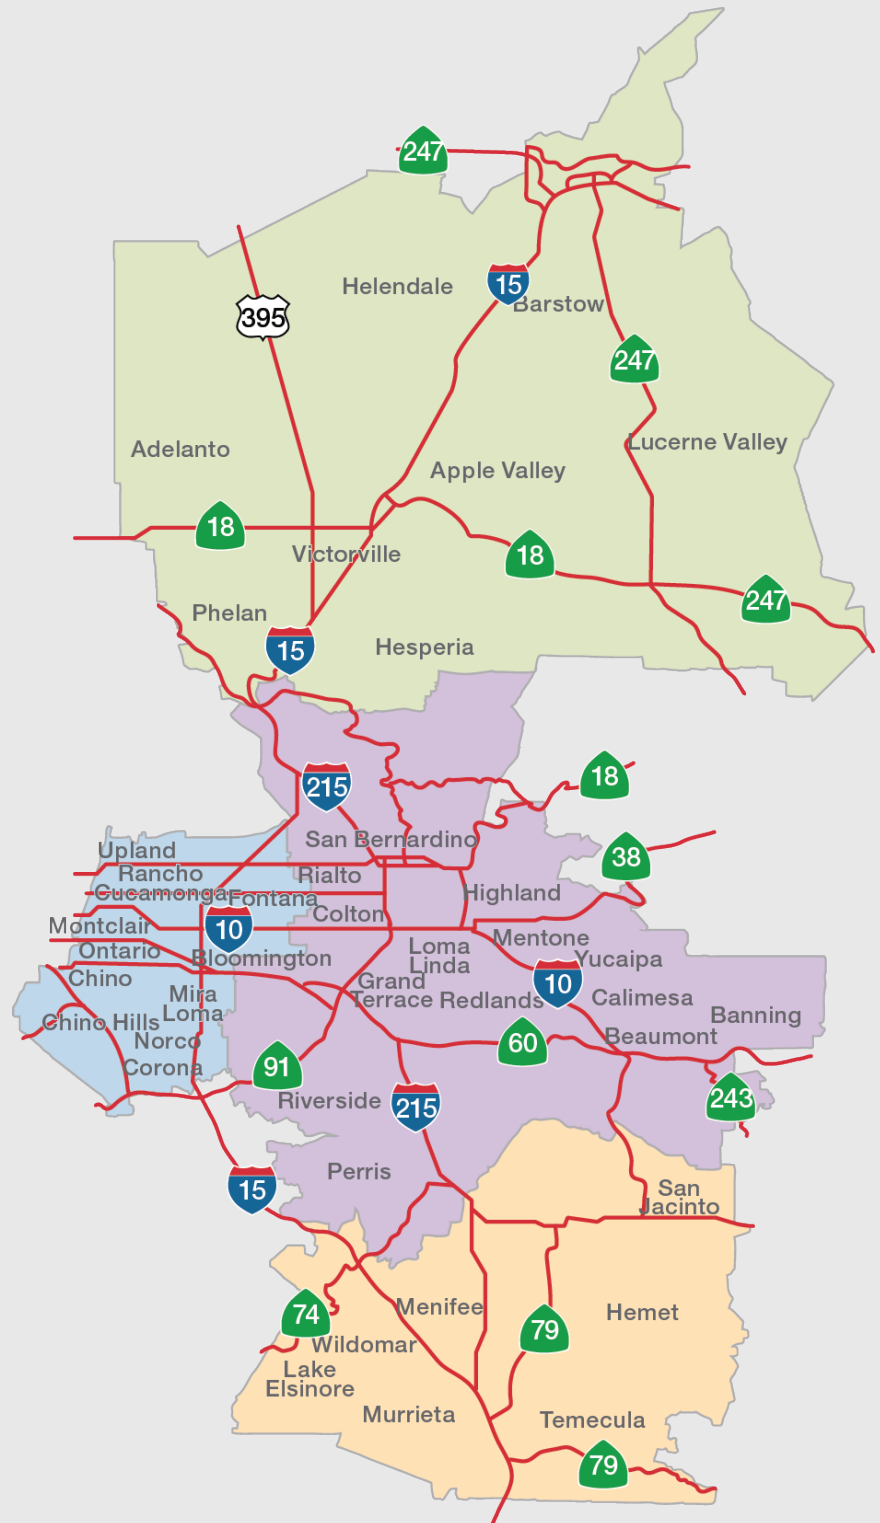 247
Helendale
15
Barstow
395
247
Adelanto
Lucerne Valley
Apple Valley
18
Victorville
18
247
Phelan
15
Hesperia
215
18
San Bernardino
Upland
38
Rancho
Cucamonga
Rialto
Fontana
Highland
Colton
Montclair
10
Mentone
Loma
Linda
Ontario
Bloomington
Yucaipa
Chino
Grand
Terrace
10
Mira
Loma
Redlands
Calimesa
Banning
Chino Hills
Norco
Beaumont
60
Corona
91
243
Riverside
215
Perris
15
San
Jacinto
Menifee
Hemet
74
79
Wildomar
Lake
Elsinore
Murrieta
Temecula
79